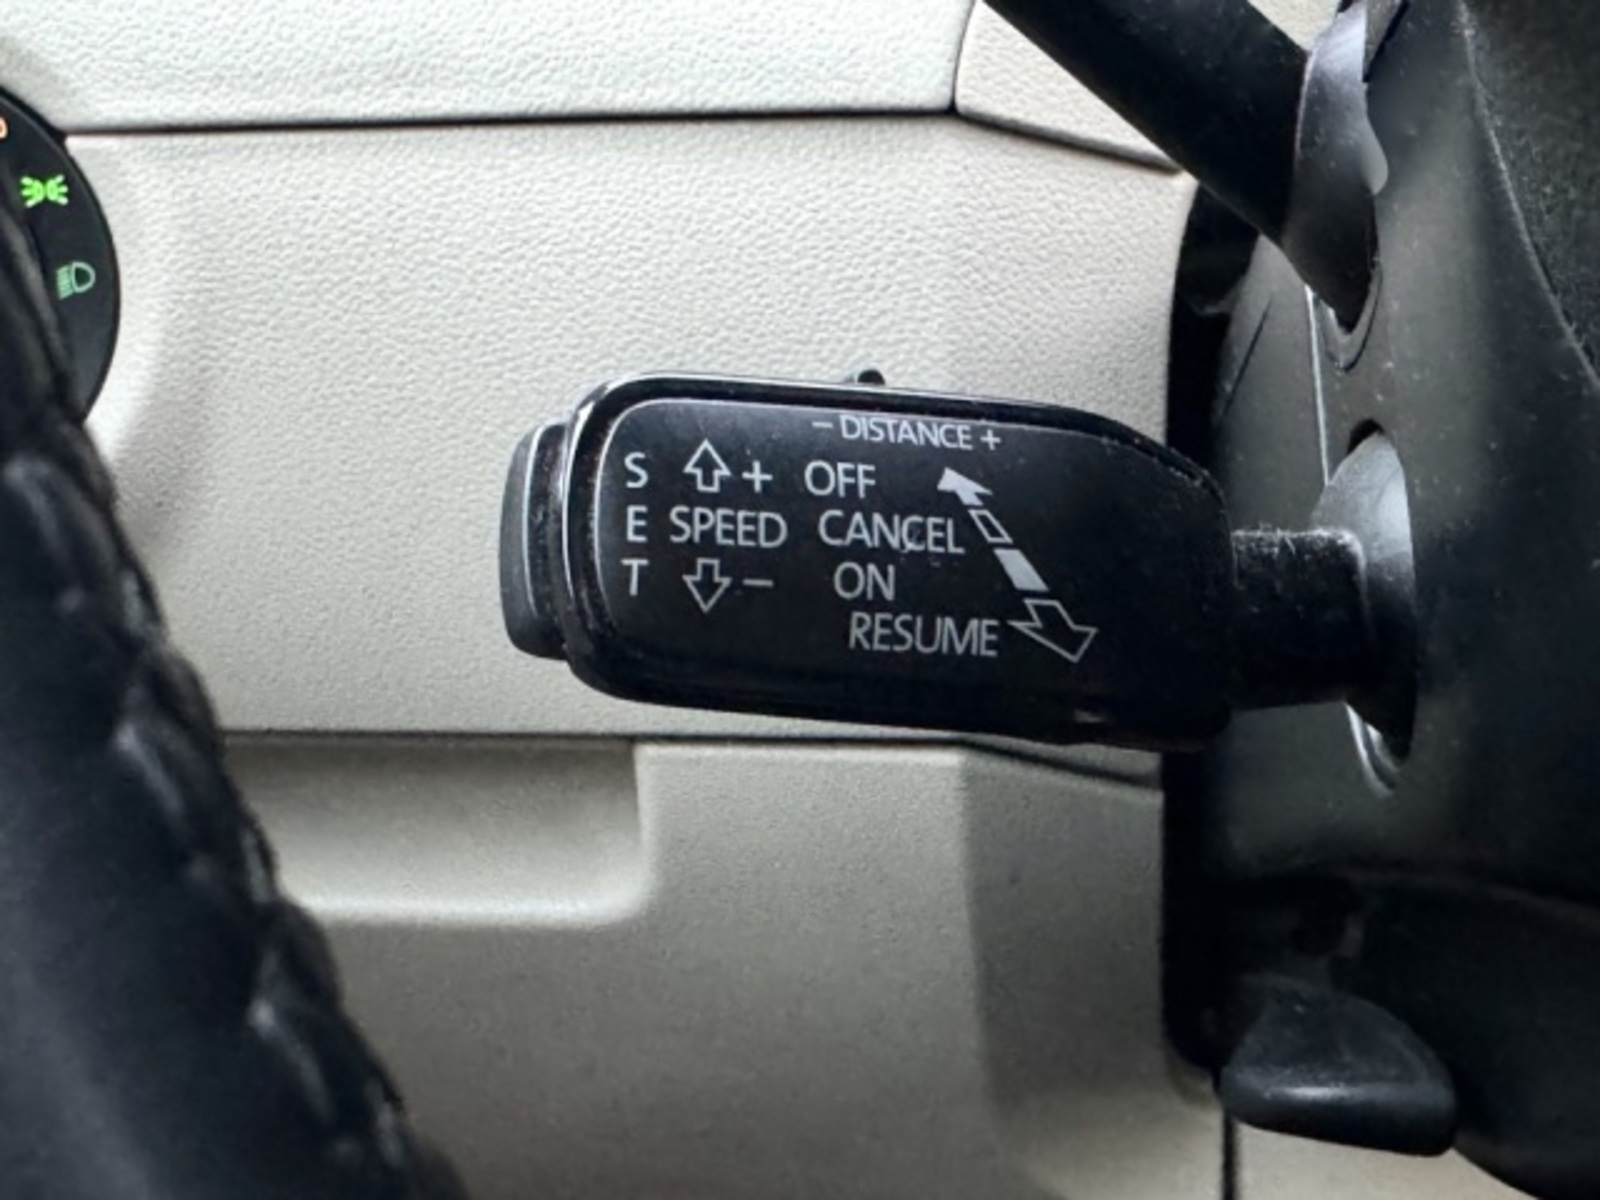 − DISTANCE +
S + OFF
E SPEED CANCEL
T − ON
RESUME